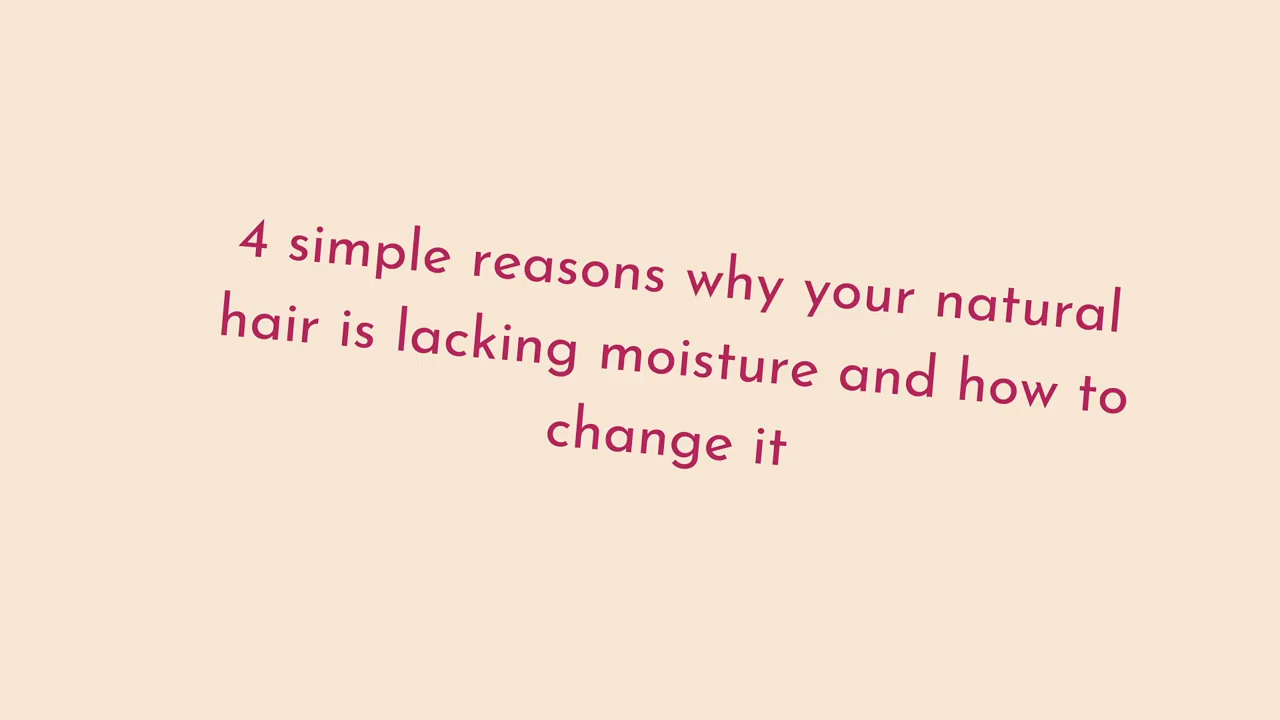 4 simple reasons why your natural
hair is lacking moisture and how to
change it